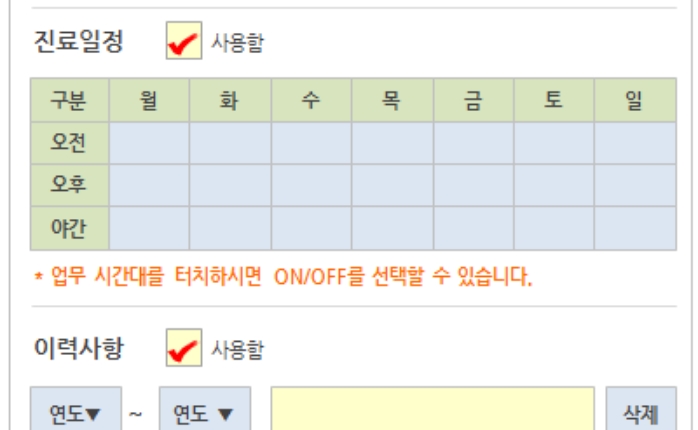 진료일정 사용함
구분 월 화 수 목 금 토 일
오전
오후
야간
* 업무 시간대를 터치하시면 ON/OFF를 선택할 수 있습니다.
이력사항 사용함
연도▼ ~ 연도 ▼ 삭제